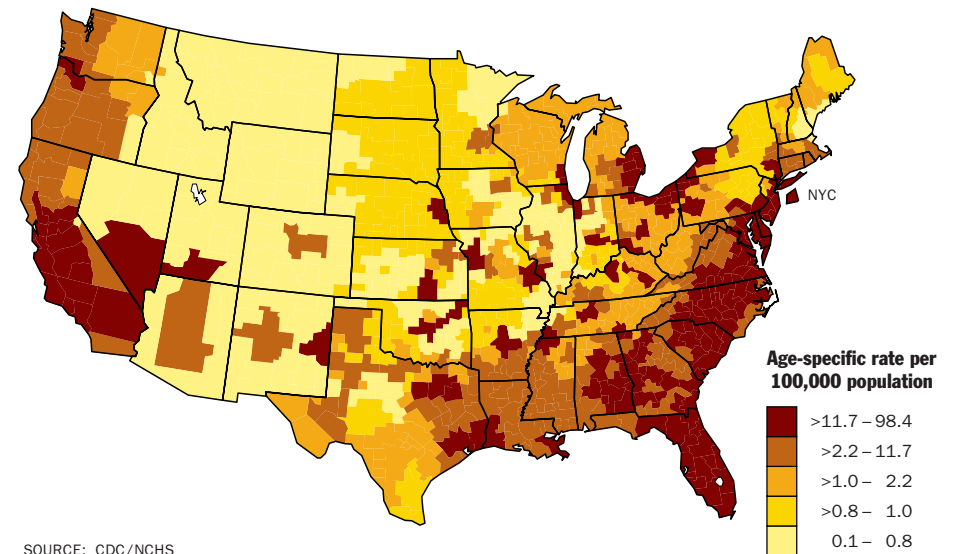 NYC
Age-specific rate per
100,000 population
>11.7 – 98.4
>2.2 – 11.7
>1.0 – 2.2
>0.8 – 1.0
0.1 – 0.8
SOURCE: CDC/NCHS